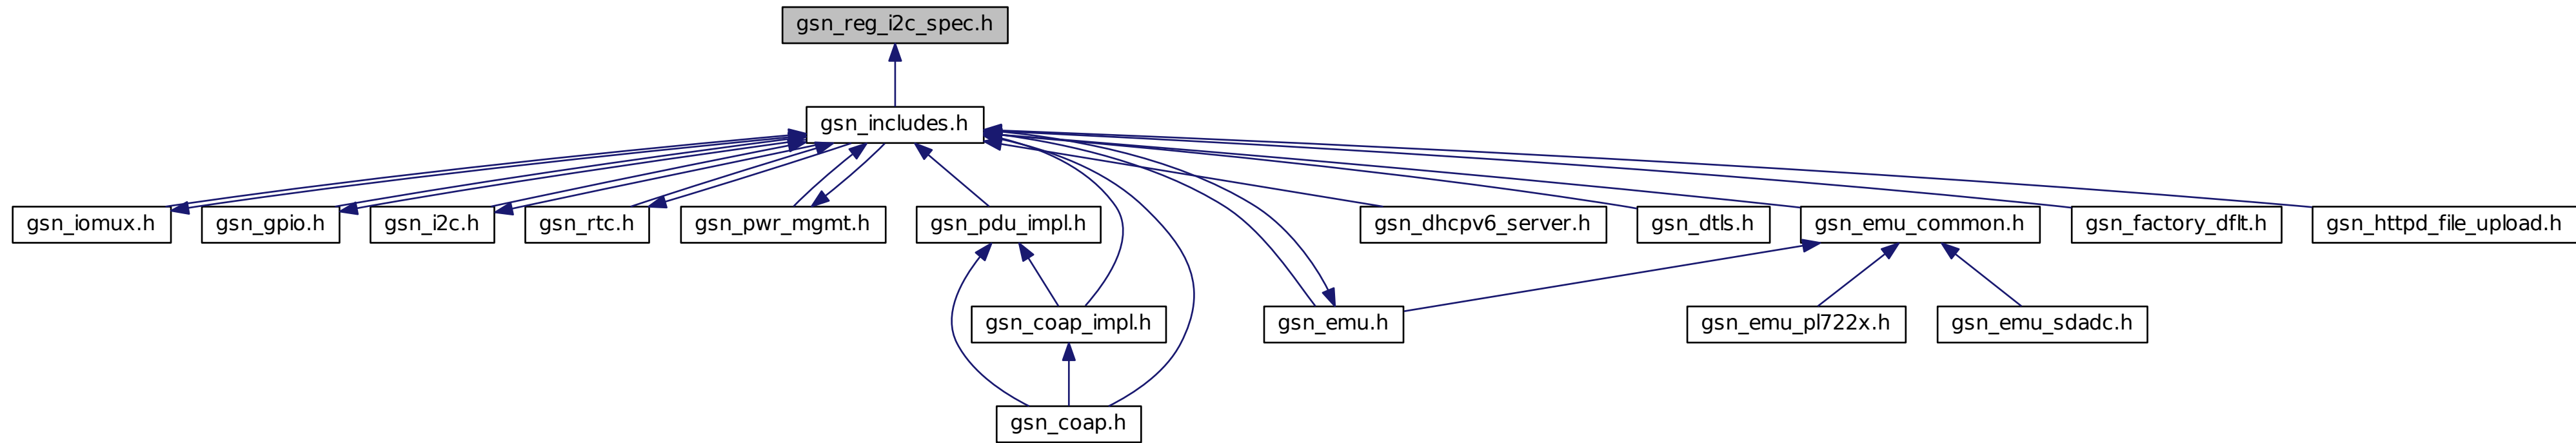 gsn_reg_i2c_spec.h
gsn_includes.h
gsn_iomux.h
gsn_gpio.h
gsn_i2c.h
gsn_rtc.h
gsn_pwr_mgmt.h
gsn_pdu_impl.h
gsn_dhcpv6_server.h
gsn_dtls.h
gsn_emu_common.h
gsn_factory_dflt.h
gsn_httpd_file_upload.h
gsn_coap_impl.h
gsn_emu.h
gsn_emu_pl722x.h
gsn_emu_sdadc.h
gsn_coap.h